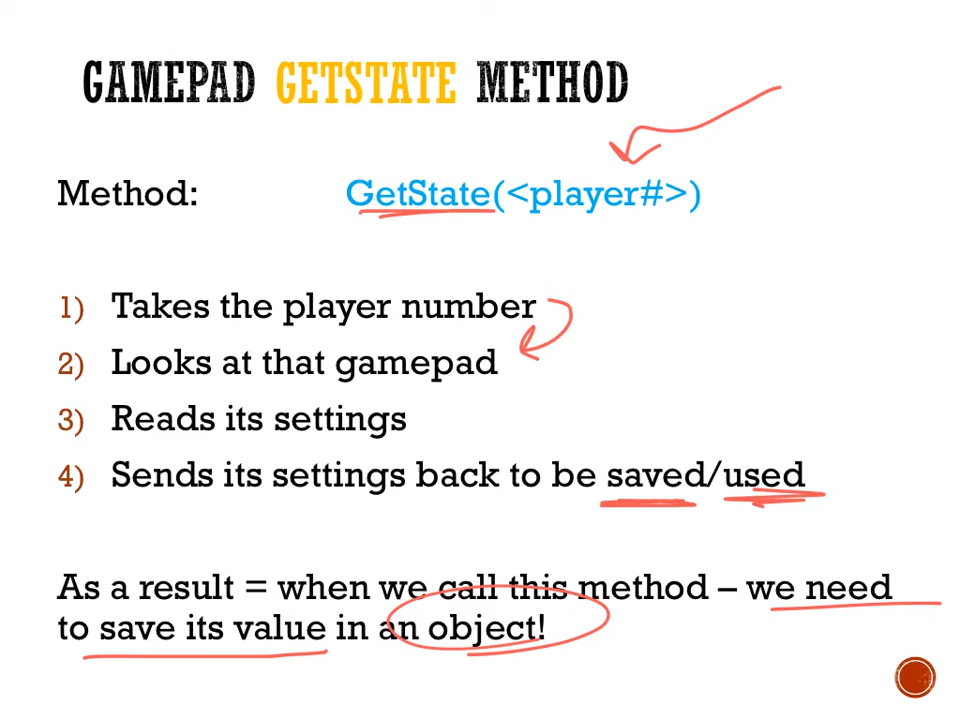 GAMEPAD GETSTATE METHOD
Method: GetState(<player#>)
1) Takes the player number
2) Looks at that gamepad
3) Reads its settings
4) Sends its settings back to be saved/used
As a result = when we call this method – we need
to save its value in an object!